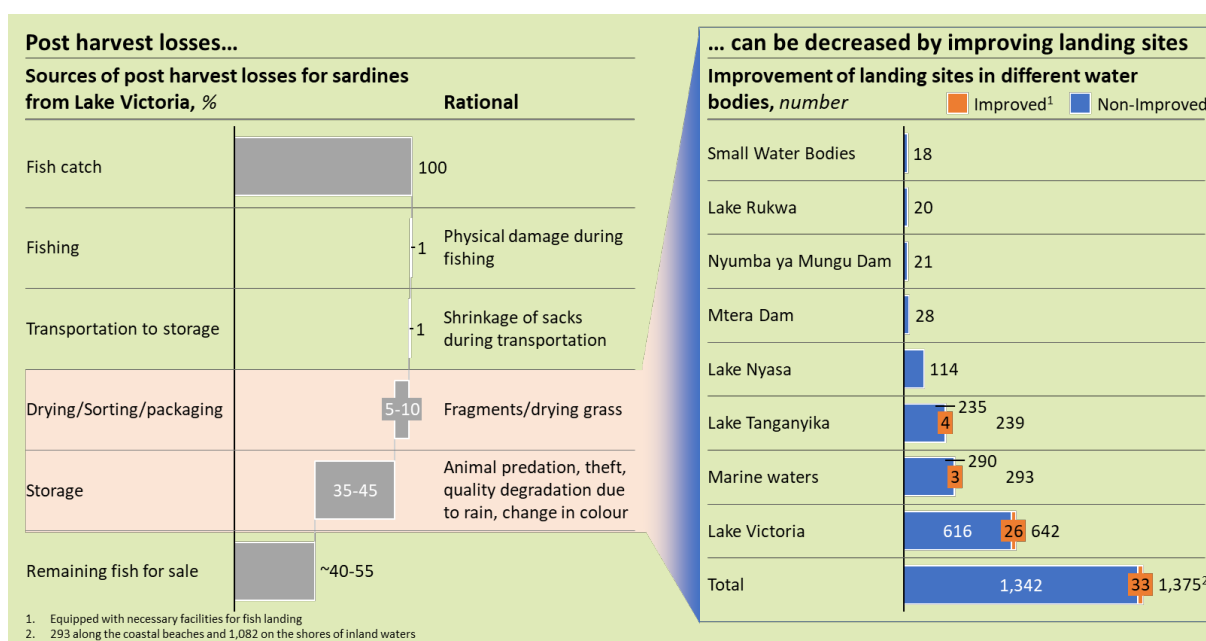 Post harvest losses…
Sources of post harvest losses for sardines
from Lake Victoria, %
Rational
Fish catch
100
Fishing
1
Physical damage during
fishing
Transportation to storage
1
Shrinkage of sacks
during transportation
Drying/Sorting/packaging
5-10
Fragments/drying grass
Storage
35-45
Animal predation, theft,
quality degradation due
to rain, change in colour
Remaining fish for sale
~40-55
1. Equipped with necessary facilities for fish landing
2. 293 along the coastal beaches and 1,082 on the shores of inland waters
… can be decreased by improving landing sites
Improvement of landing sites in different water
bodies, number
Improved¹
Non-Improved
Small Water Bodies
18
Lake Rukwa
20
Nyumba ya Mungu Dam
21
Mtera Dam
28
Lake Nyasa
114
Lake Tanganyika
235
4
239
Marine waters
290
3
293
Lake Victoria
616
26
642
Total
1,342
33
1,375²